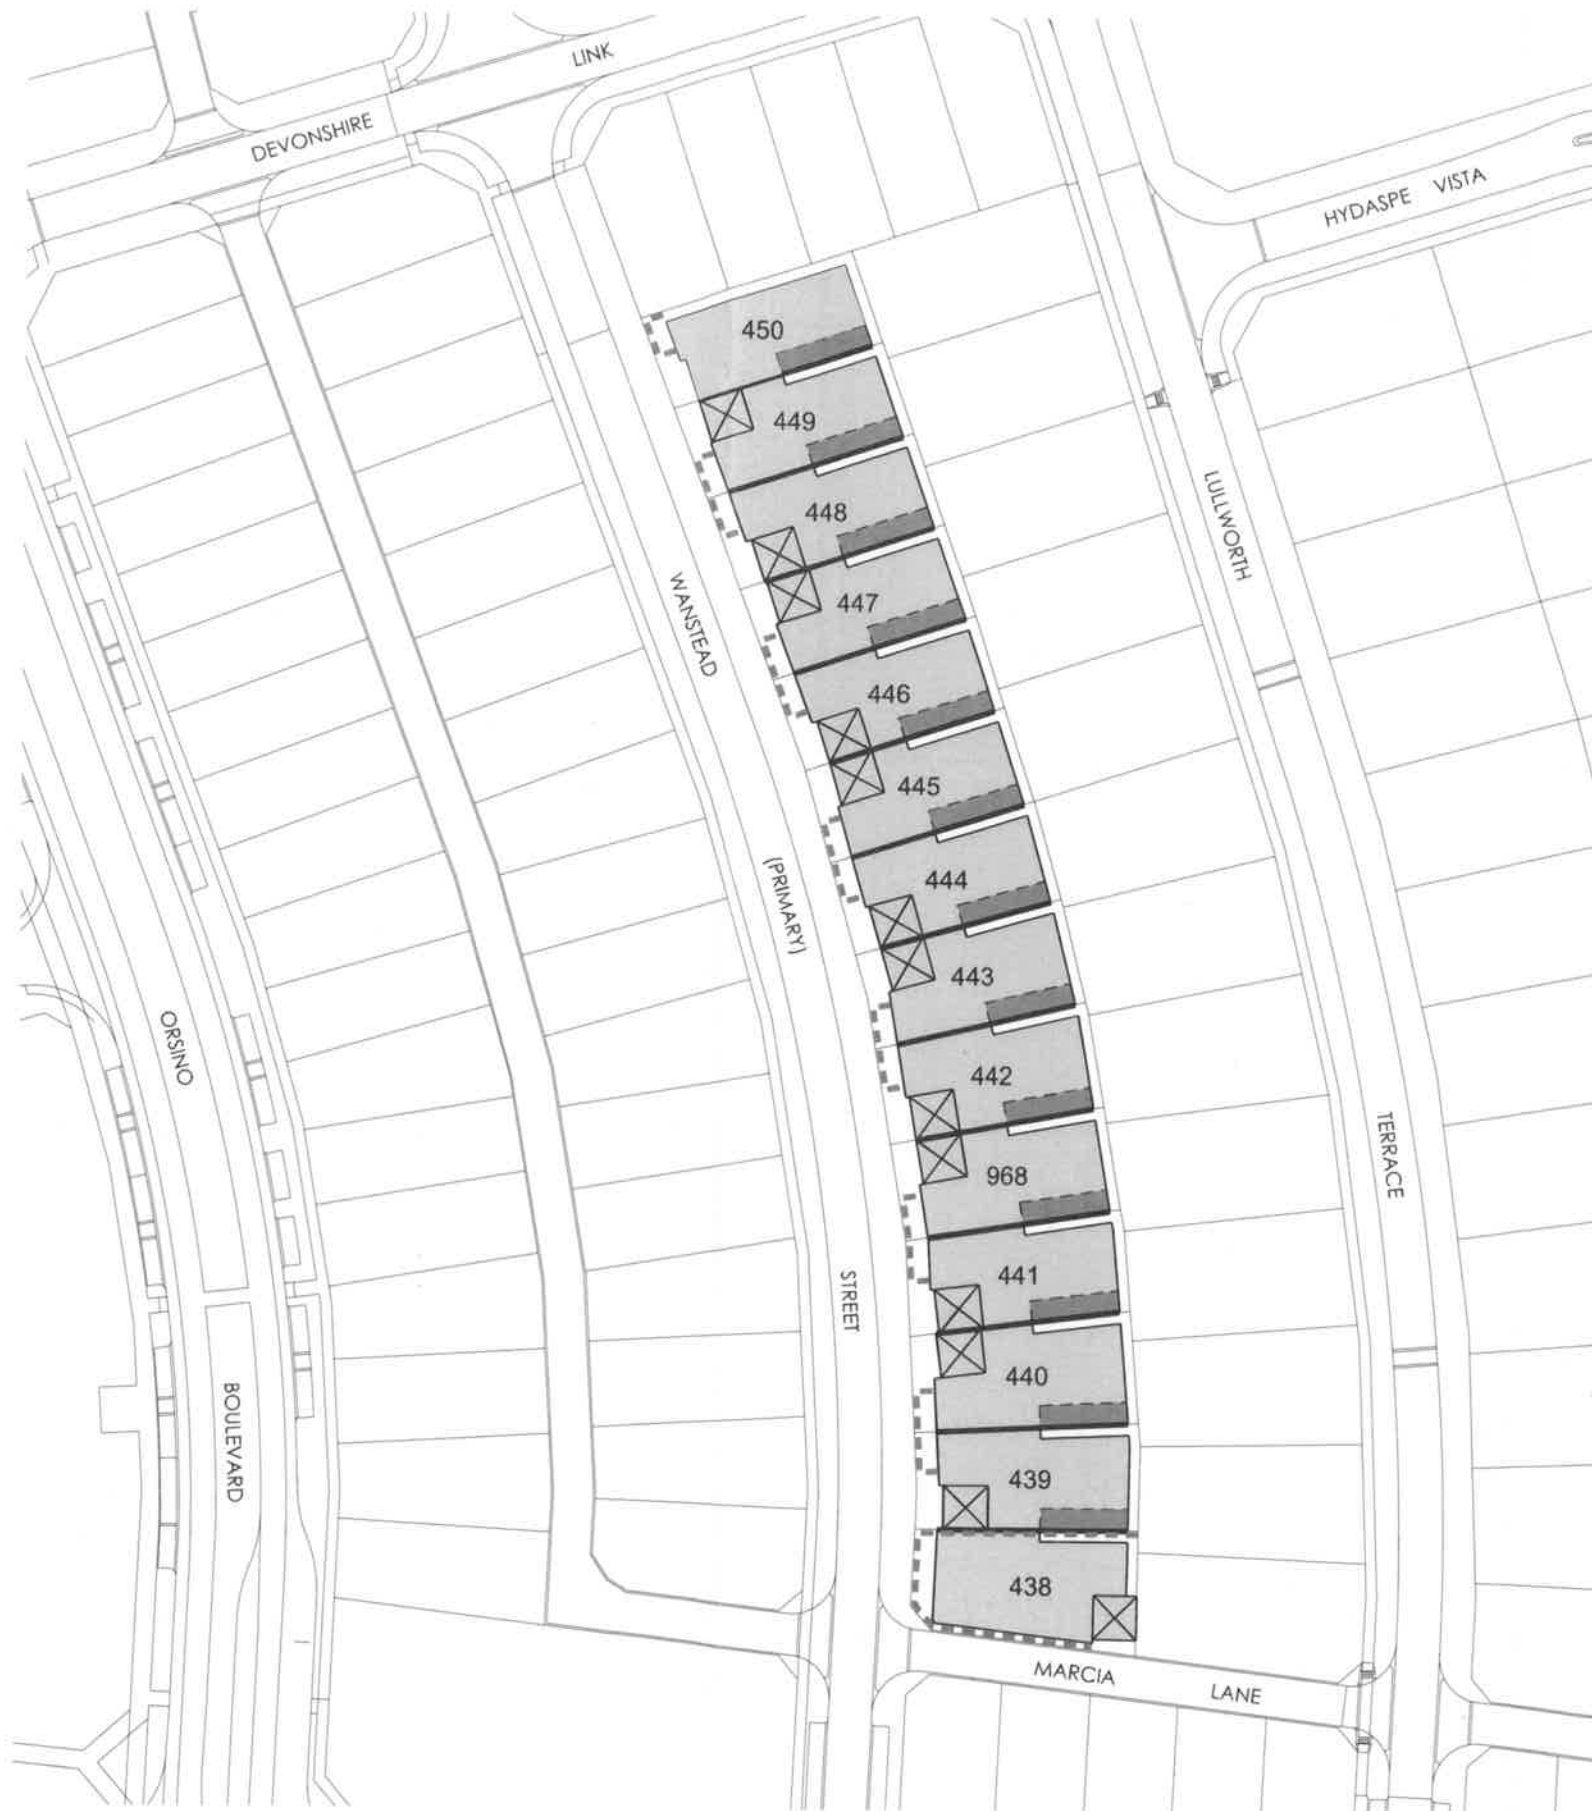 LINK
DEVONSHIRE
HYDASPE VISTA
450
449
448
447
446
445
444
443
442
968
441
440
439
438
WANSTEAD
(PRIMARY)
STREET
LULLWORTH
TERRACE
ORSINO
BOULEVARD
MARCIA LANE